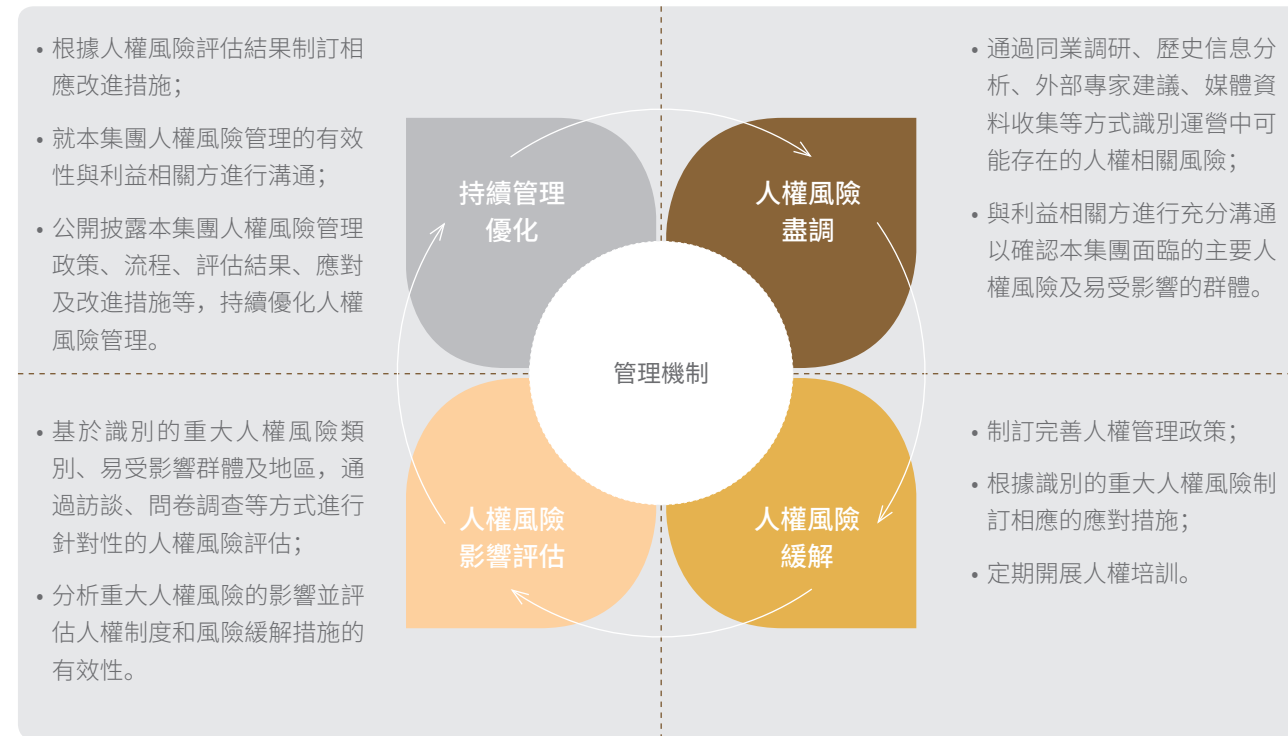 • 根據人權風險評估結果制訂相
應改進措施；
• 就本集團人權風險管理的有效
性與利益相關方進行溝通；
• 公開披露本集團人權風險管理
政策、流程、評估結果、應對
及改進措施等，持續優化人權
風險管理。
持續管理
優化
人權風險
盡調
• 通過同業調研、歷史信息分
析、外部專家建議、媒體資
料收集等方式識別運營中可
能存在的人權相關風險；
• 與利益相關方進行充分溝通
以確認本集團面臨的主要人
權風險及易受影響的群體。
管理機制
• 基於識別的重大人權風險類
別、易受影響群體及地區，通
過訪談、問卷調查等方式進行
針對性的人權風險評估；
• 分析重大人權風險的影響並評
估人權制度和風險緩解措施的
有效性。
人權風險
影響評估
人權風險
緩解
• 制訂完善人權管理政策；
• 根據識別的重大人權風險制
訂相應的應對措施；
• 定期開展人權培訓。